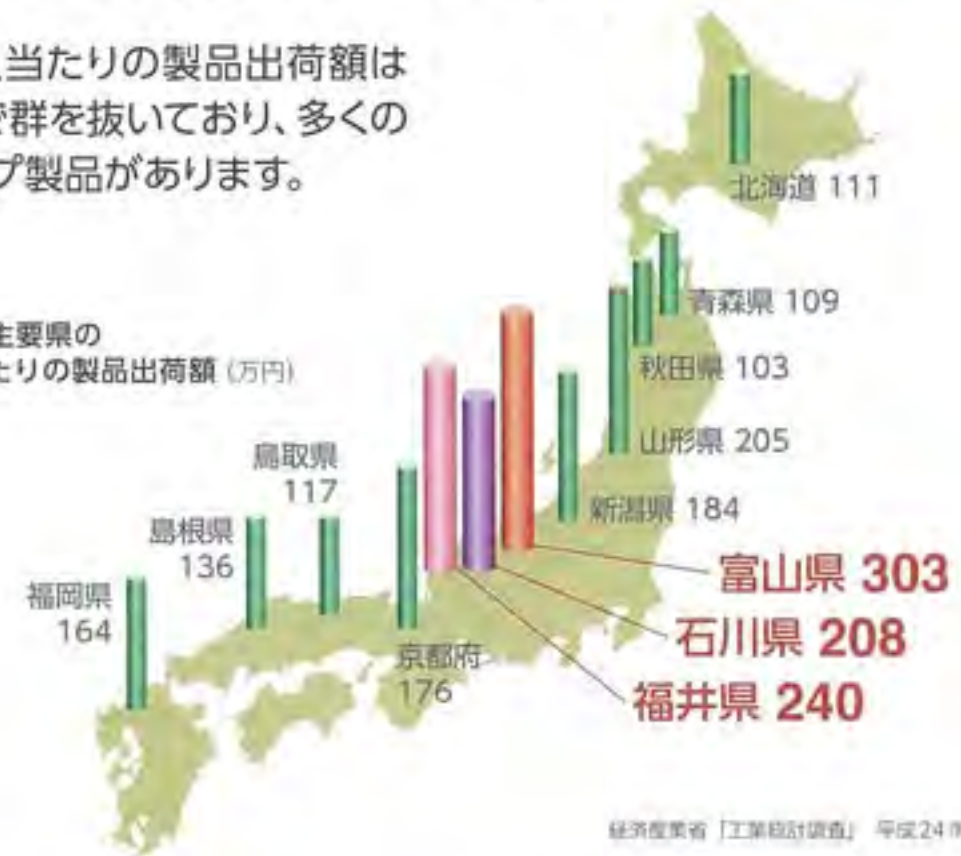 当たりの製品出荷額は
で群を抜いており、多くの
プ製品があります。
主要県の
たりの製品出荷額 (万円)
北海道 111
青森県 109
秋田県 103
山形県 205
新潟県 184
富山県 303
石川県 208
福井県 240
京都府
176
鳥取県
117
島根県
136
福岡県
164
経済産業省「工業統計調査」 平成24年